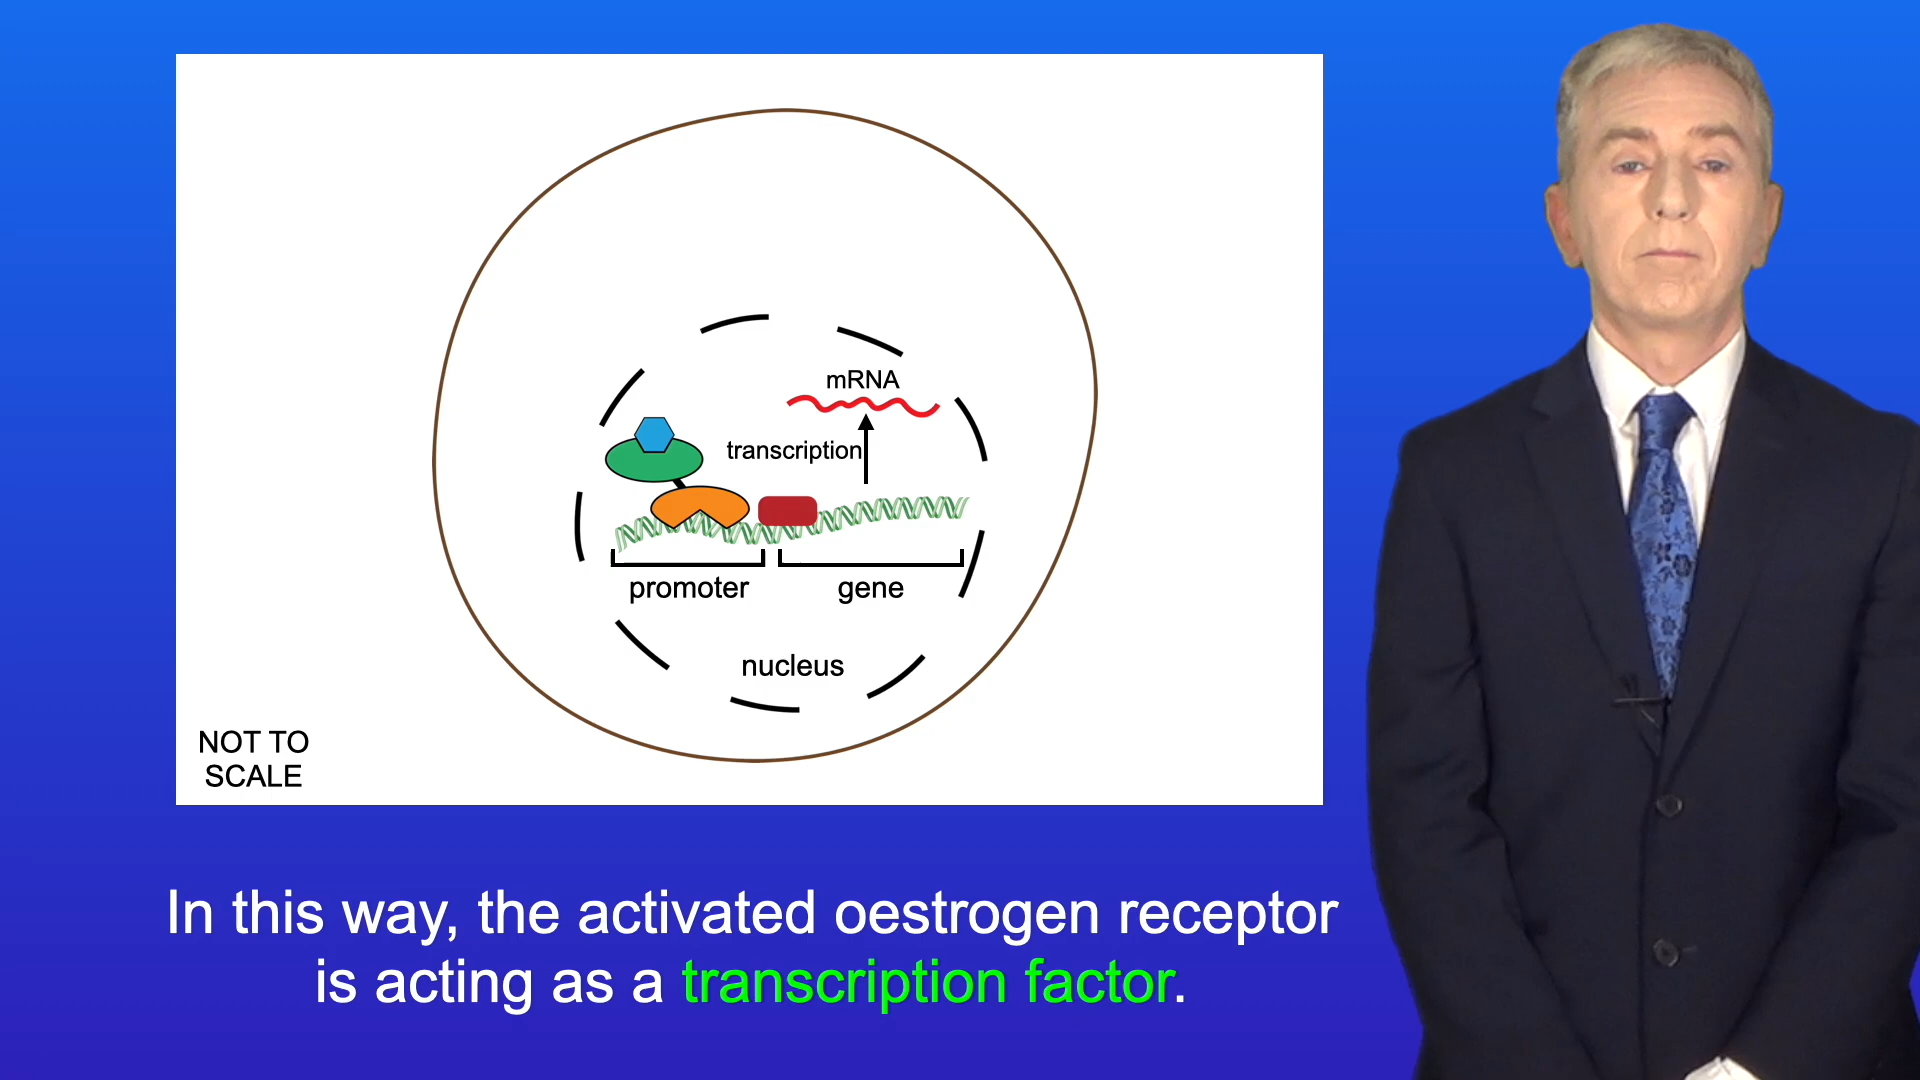 mRNA
transcription
promoter
gene
nucleus
NOT TO
SCALE
In this way, the activated oestrogen receptor
is acting as a transcription factor.